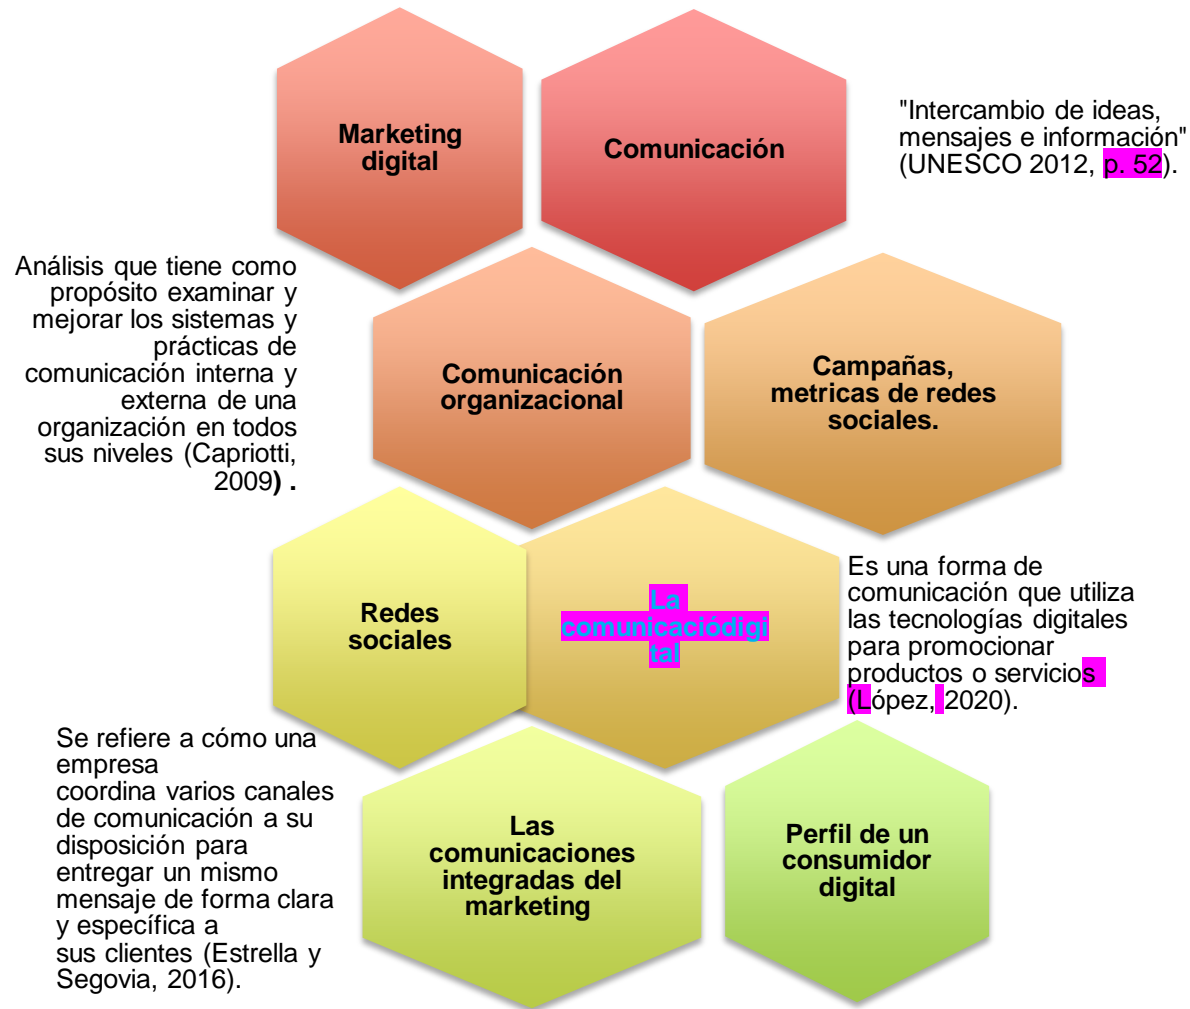 Marketing
digital
Comunicación
"Intercambio de ideas,
mensajes e información"
(UNESCO 2012, p. 52).
Análisis que tiene como
propósito examinar y
mejorar los sistemas y
prácticas de
comunicación interna y
externa de una
organización en todos
sus niveles (Capriotti,
2009) .
Comunicación
organizacional
Campañas,
metricas de redes
sociales.
Redes
sociales
La
comunicaciódigi
tal
Es una forma de
comunicación que utiliza
las tecnologías digitales
para promocionar
productos o servicios
(López, 2020).
Se refiere a cómo una
empresa
coordina varios canales
de comunicación a su
disposición para
entregar un mismo
mensaje de forma clara
y específica a
sus clientes (Estrella y
Segovia, 2016).
Las
comunicaciones
integradas del
marketing
Perfil de un
consumidor
digital